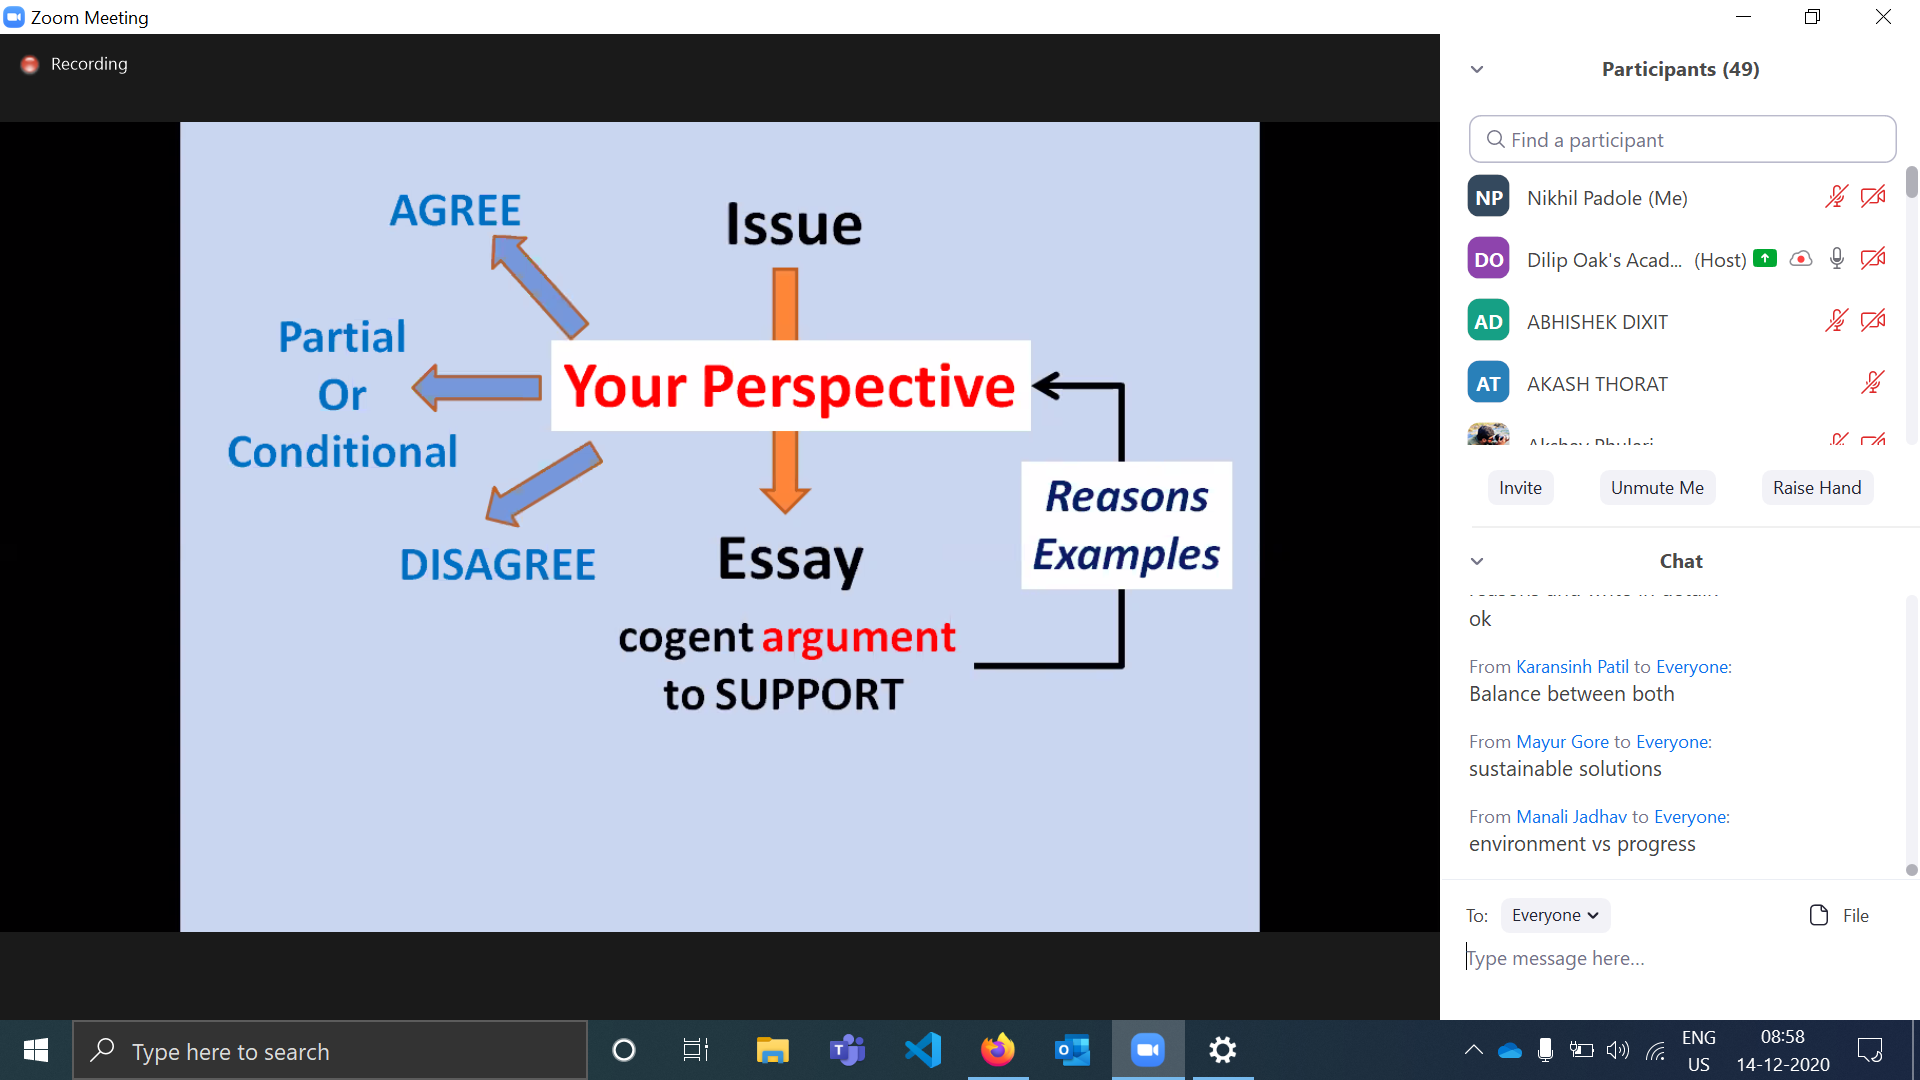 Zoom Meeting
Recording
AGREE
Issue
Partial
Or
Conditional
Your Perspective
DISAGREE
Reasons
Examples
Essay
cogent argument
to SUPPORT
Participants (49)
Find a participant
NP Nikhil Padole (Me)
DO Dilip Oak's Acad... (Host)
AD ABHISHEK DIXIT
AT AKASH THORAT
Invite Unmute Me Raise Hand
Chat
ok
From Karansinh Patil to Everyone:
Balance between both
From Mayur Gore to Everyone:
sustainable solutions
From Manali Jadhav to Everyone:
environment vs progress
To: Everyone File
Type message here...
Type here to search
ENG
US
08:58
14-12-2020